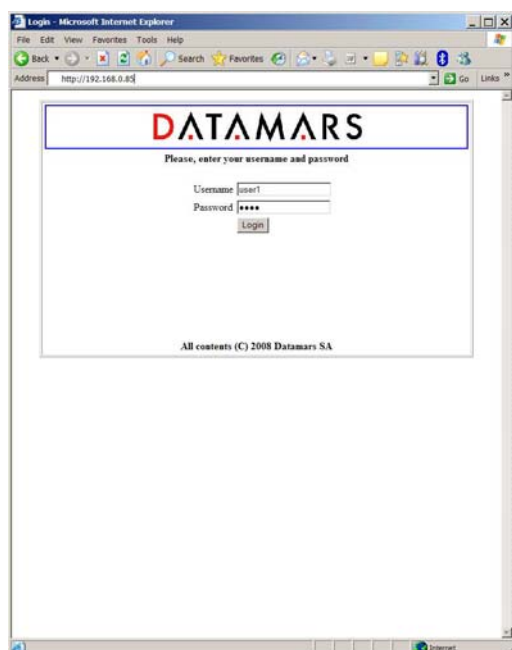 Login - Microsoft Internet Explorer
File Edit View Favorites Tools Help
Back Search Favorites
Address http://192.168.0.85 Go Links »
DATAMARS
Please, enter your username and password
Username user1
Password ••••
Login
All contents (C) 2008 Datamars SA
Internet